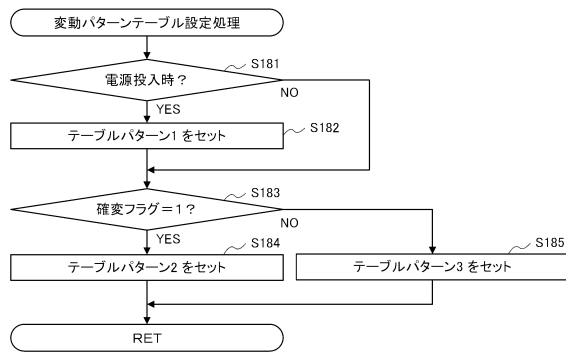 変動パターンテーブル設定処理
S181
電源投入時？
NO
YES
S182
テーブルパターン1 をセット
S183
確変フラグ＝１？
NO
YES
S184
テーブルパターン2 をセット
S185
テーブルパターン3 をセット
RET